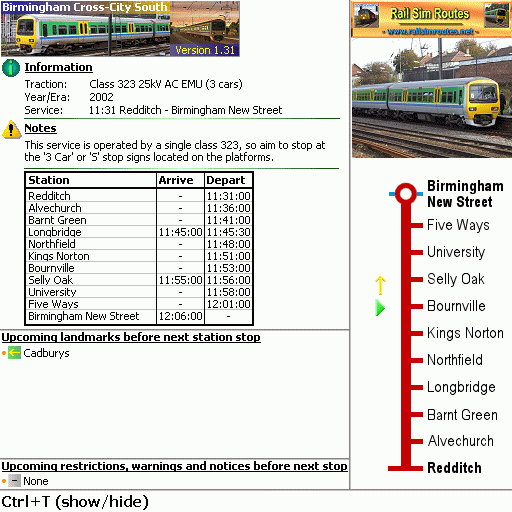 Birmingham Cross-City South
Version 1.31
Rail Sim Routes
- www.railsimroutes.net -
Information
Traction: Class 323 25kV AC EMU (3 cars)
Year/Era: 2002
Service: 11:31 Redditch - Birmingham New Street
Notes
This service is operated by a single class 323, so aim to stop at
the '3 Car' or 'S' stop signs located on the platforms.
Station Arrive Depart
Redditch - 11:31:00
Alvechurch - 11:36:00
Barnt Green - 11:41:00
Longbridge 11:45:00 11:45:30
Northfield - 11:48:00
Kings Norton - 11:51:00
Bournville - 11:53:00
Selly Oak 11:55:00 11:56:00
University - 11:58:00
Five Ways - 12:01:00
Birmingham New Street 12:06:00 -
Upcoming landmarks before next station stop
Cadburys
Upcoming restrictions, warnings and notices before next stop
None
Ctrl+T (show/hide)
Birmingham
New Street
Five Ways
University
Selly Oak
Bournville
Kings Norton
Northfield
Longbridge
Barnt Green
Alvechurch
Redditch